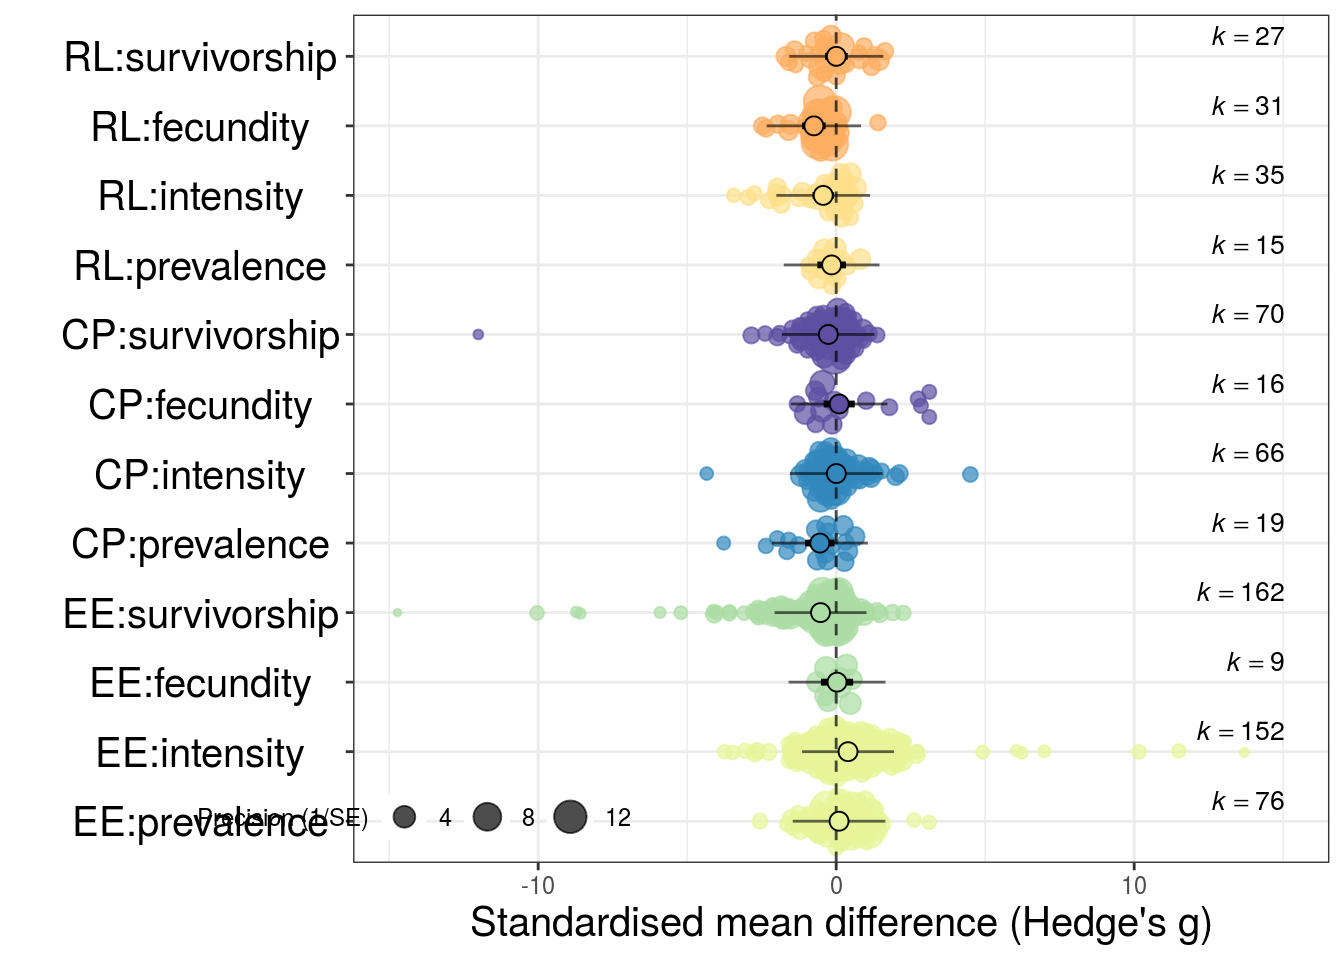 RL:survivorship k = 27
RL:fecundity k = 31
RL:intensity k = 35
RL:prevalence k = 15
CP:survivorship k = 70
CP:fecundity k = 16
CP:intensity k = 66
CP:prevalence k = 19
EE:survivorship k = 162
EE:fecundity k = 9
EE:intensity k = 152
EE:prevalence k = 76
Precision (1/SE) 4 8 12
-10 0 10
Standardised mean difference (Hedge's g)